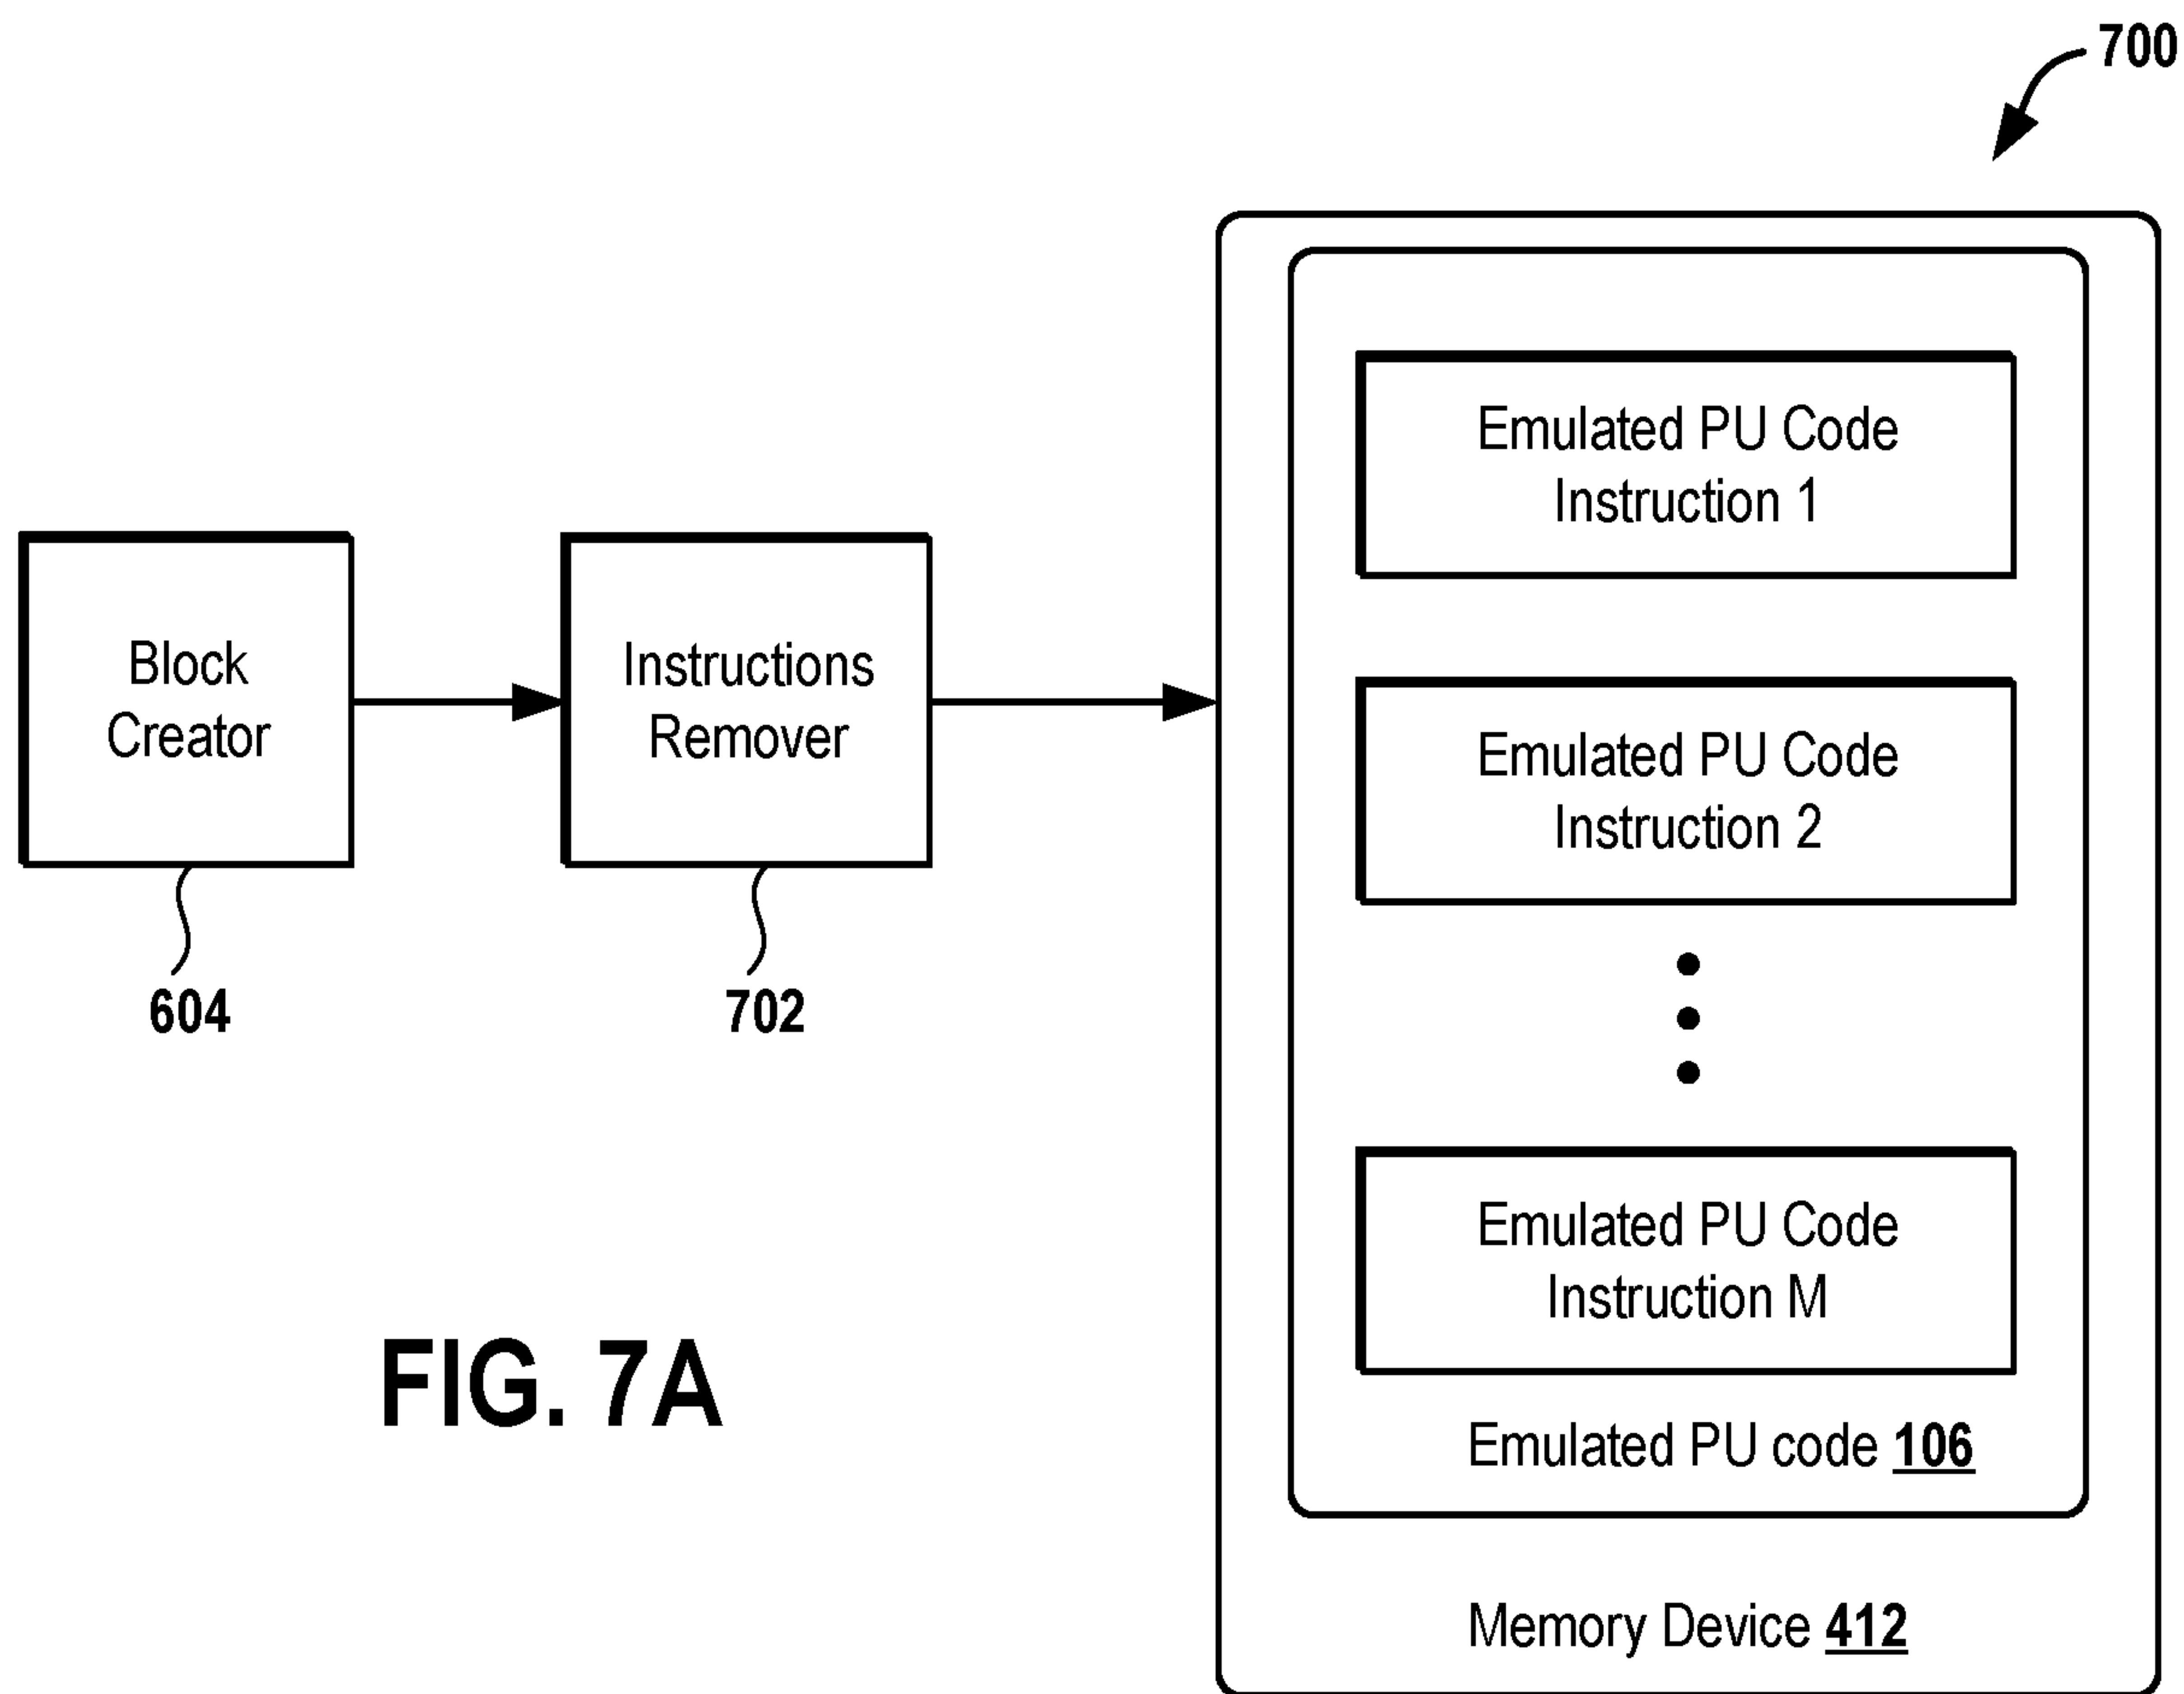 700
Block
Creator
604
Instructions
Remover
702
Emulated PU Code
Instruction 1
Emulated PU Code
Instruction 2
Emulated PU Code
Instruction M
Emulated PU code 106
Memory Device 412
FIG. 7A